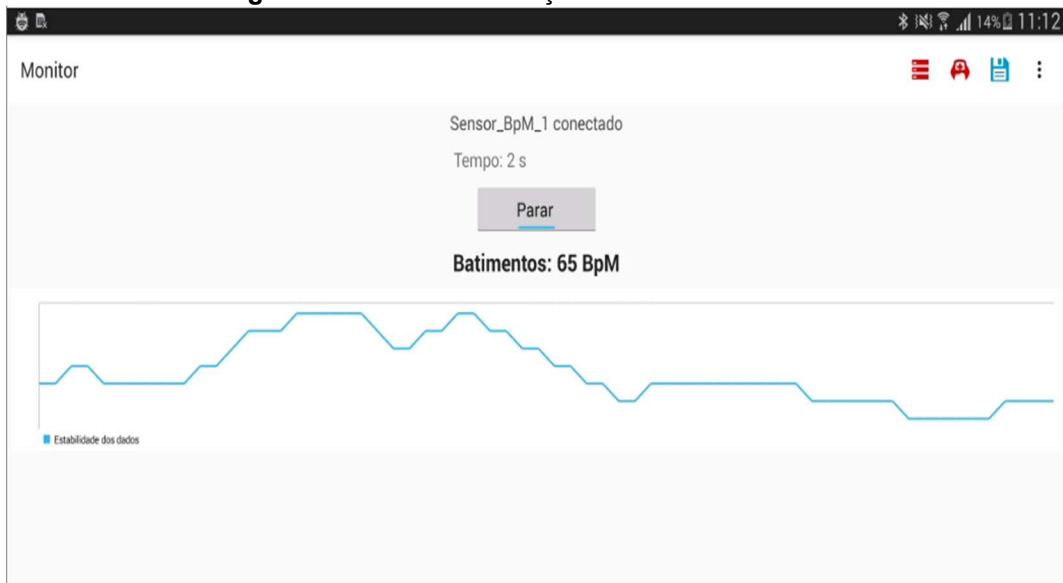 14% 11:12
Monitor
Sensor_BpM_1 conectado
Tempo: 2 s
Parar
Batimentos: 65 BpM
Estabilidade dos dados